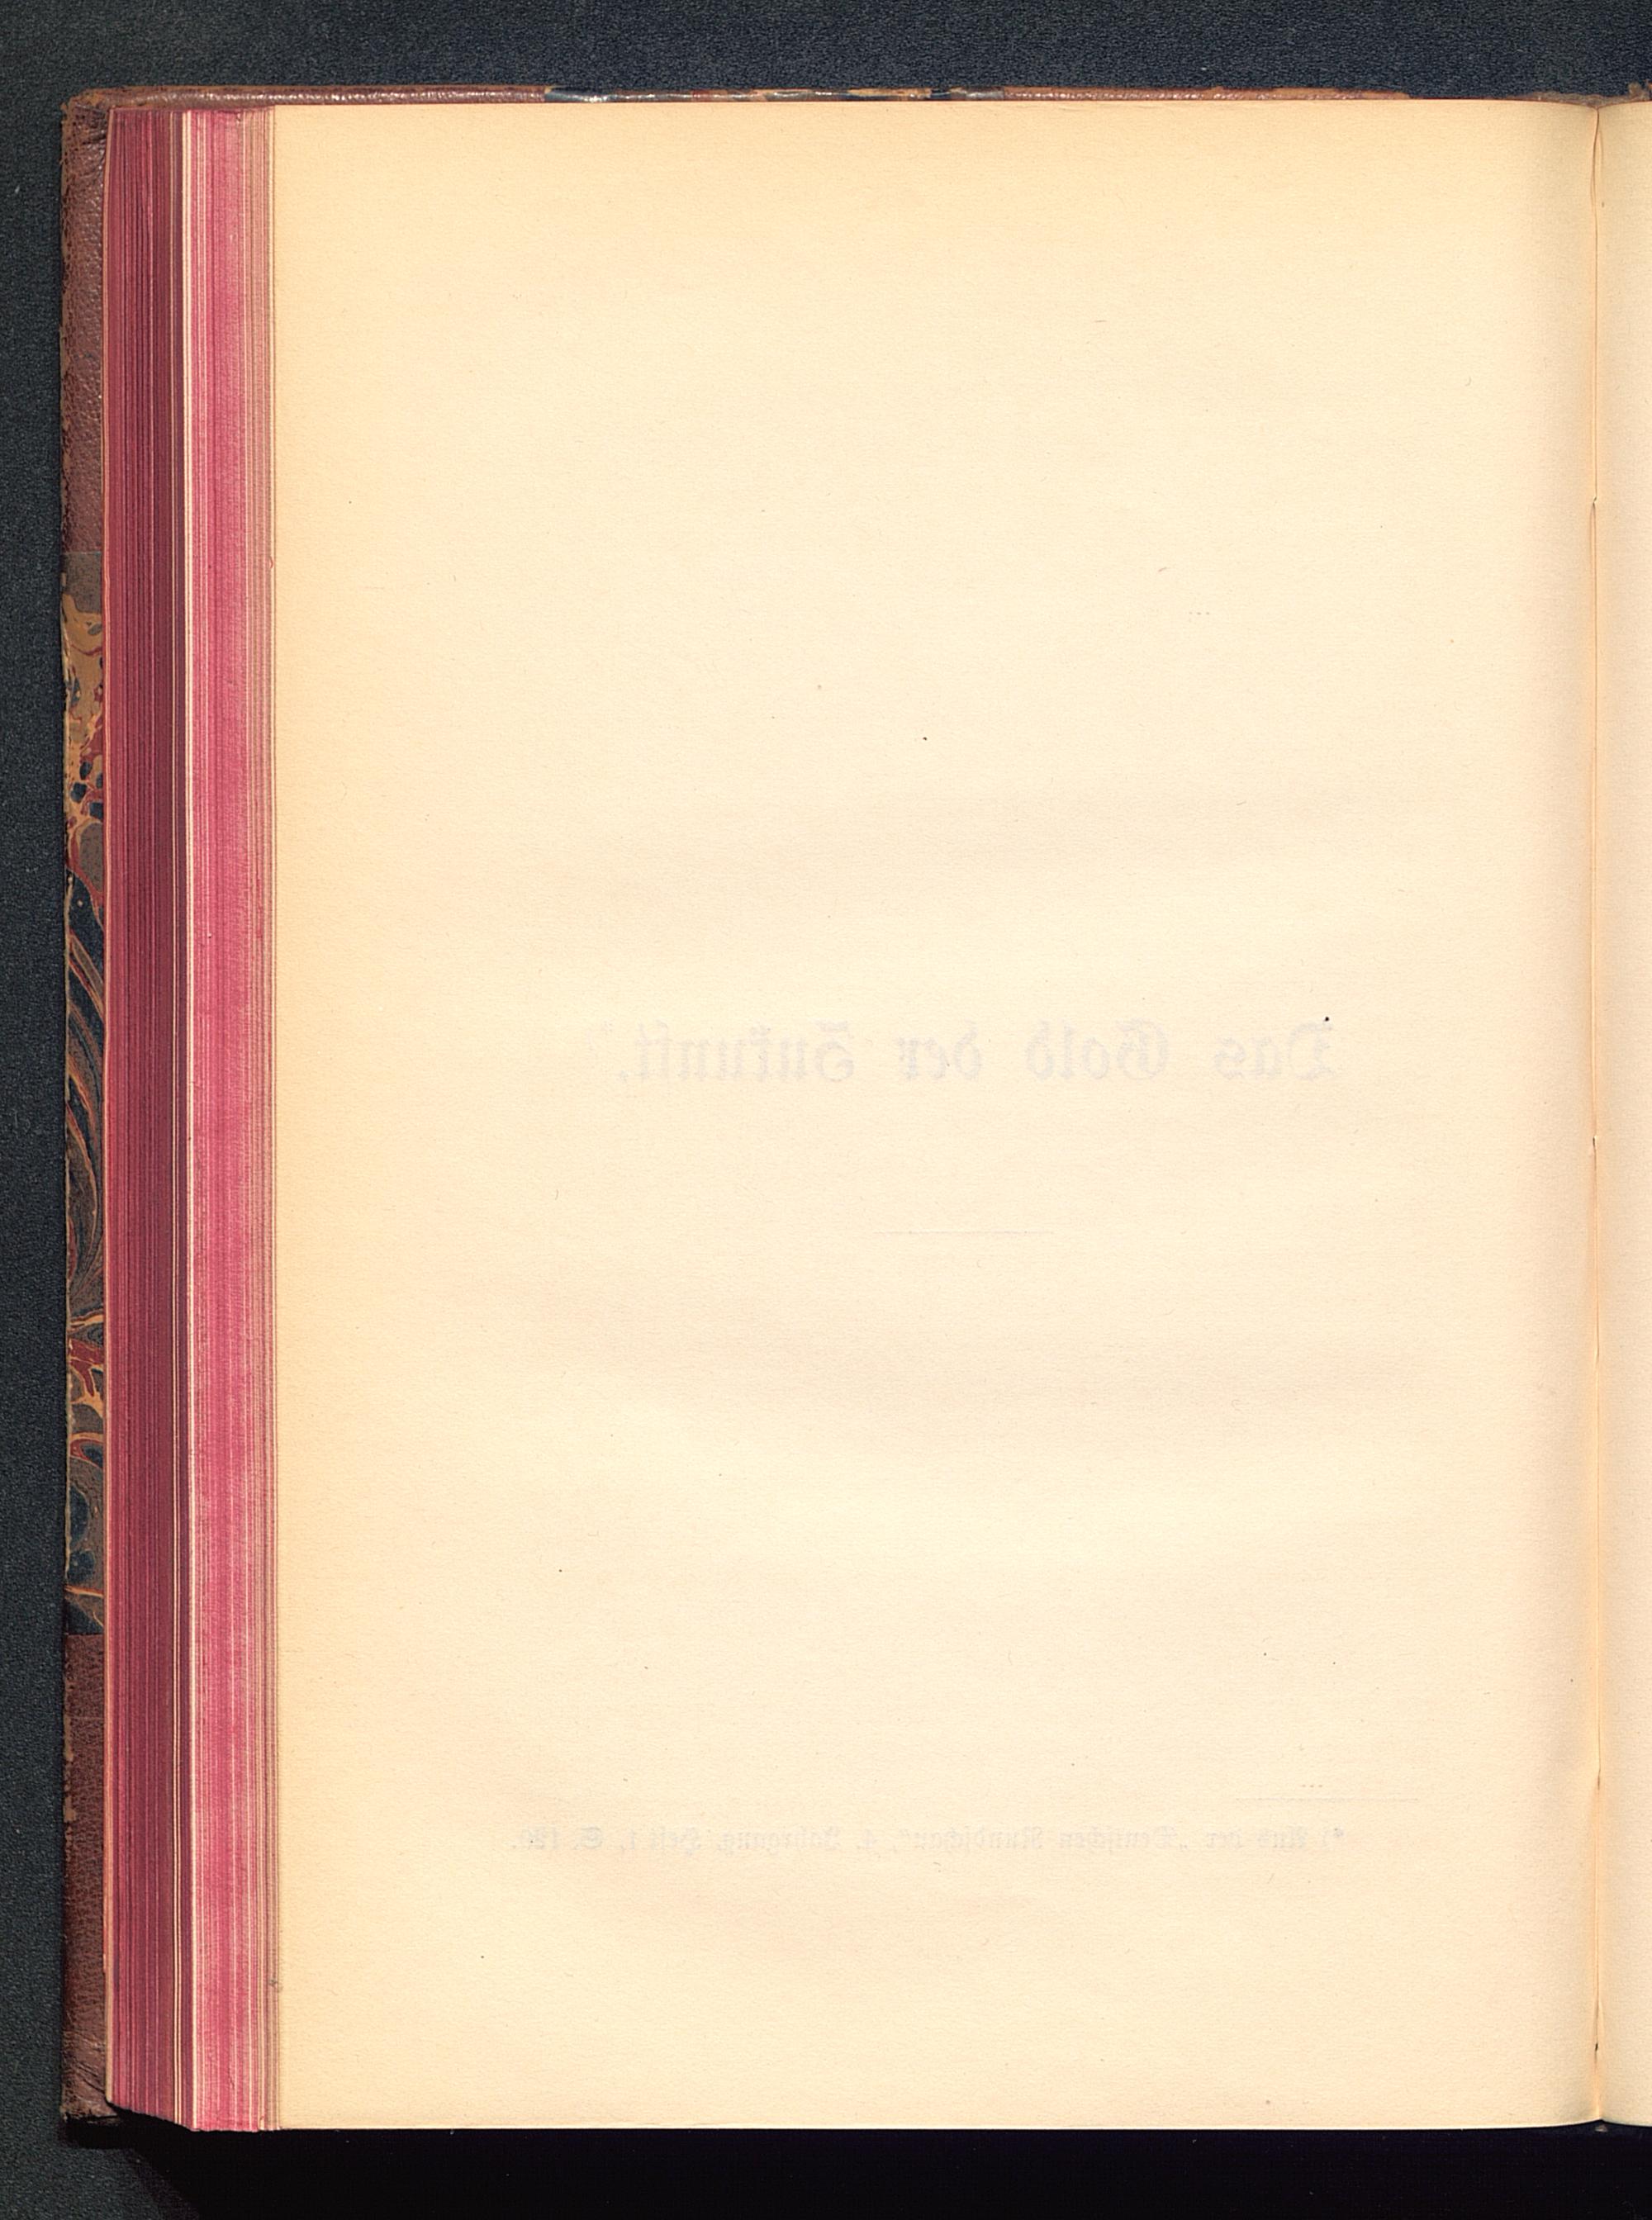 Das Gold der Zukunft.
*) Aus der „Deutschen Rundschau“, 4. Jahrgang, Heft 1, S.